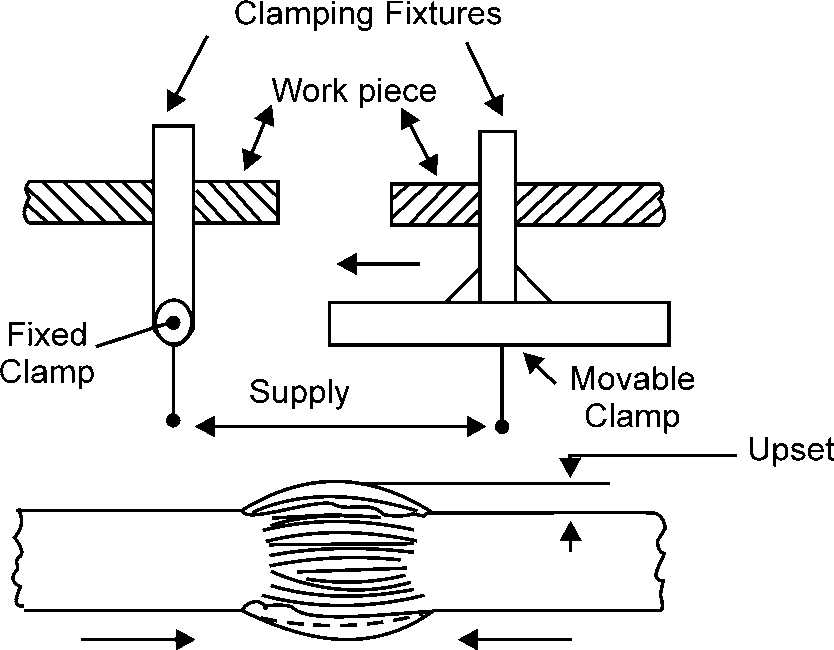 Clamping Fixtures
Work piece
Fixed
Clamp
Supply
Movable
Clamp
Upset